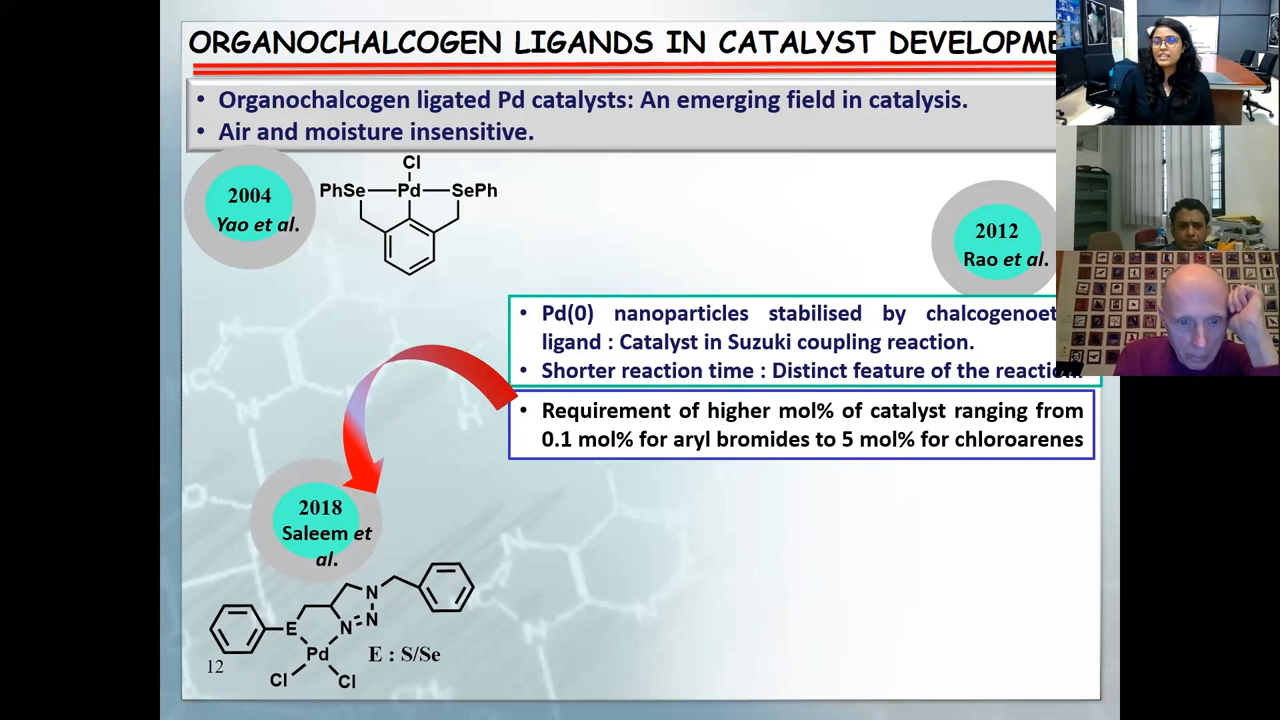 ORGANOCHALCOGEN LIGANDS IN CATALYST DEVELOPME
• Organochalcogen ligated Pd catalysts: An emerging field in catalysis.
• Air and moisture insensitive.
2004
Yao et al.
Cl
PhSe Pd SePh
2012
Rao et al.
• Pd(0) nanoparticles stabilised by chalcogenoet
ligand : Catalyst in Suzuki coupling reaction.
• Shorter reaction time : Distinct feature of the reaction.
• Requirement of higher mol% of catalyst ranging from
0.1 mol% for aryl bromides to 5 mol% for chloroarenes
2018
Saleem et
al.
N
N
E N
Pd E : S/Se
Cl Cl
12